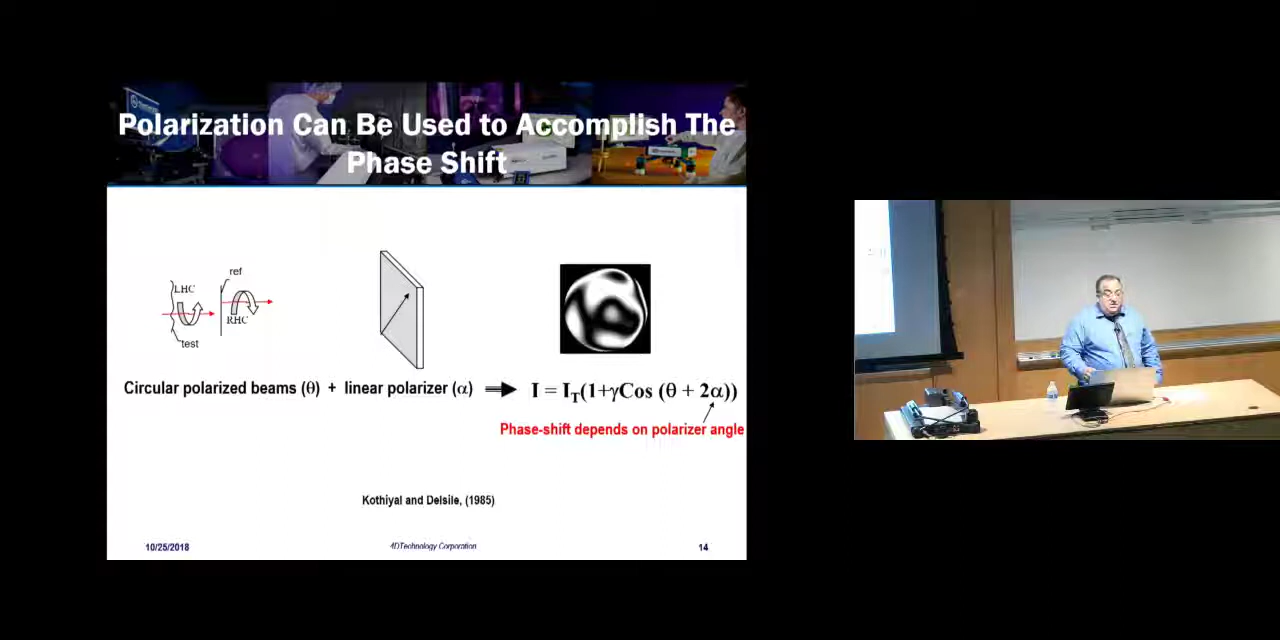 Polarization Can Be Used to Accomplish The
Phase Shift
ref
LHC
RHC
test
Circular polarized beams (θ) + linear polarizer (α)
I = I_T(1+γCos (θ + 2α))
Phase-shift depends on polarizer angle
Kothiyal and Delsile, (1985)
10/25/2018
4DTechnology Corporation
14